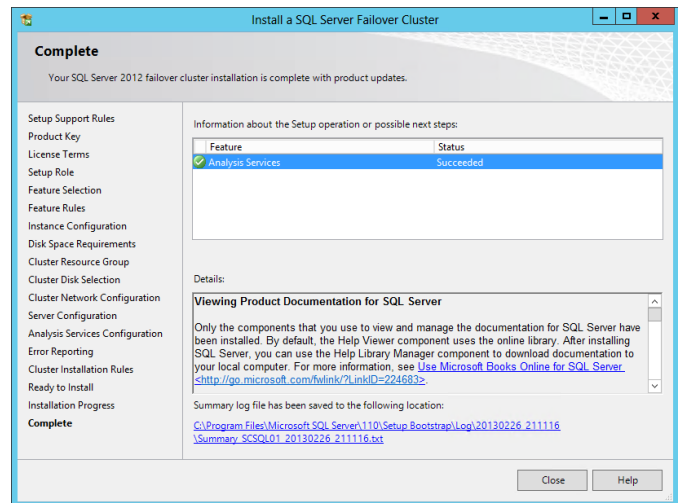 Install a SQL Server Failover Cluster
Complete
Your SQL Server 2012 failover cluster installation is complete with product updates.
Setup Support Rules
Product Key
License Terms
Setup Role
Feature Selection
Feature Rules
Instance Configuration
Disk Space Requirements
Cluster Resource Group
Cluster Disk Selection
Cluster Network Configuration
Server Configuration
Analysis Services Configuration
Error Reporting
Cluster Installation Rules
Ready to Install
Installation Progress
Complete
Information about the Setup operation or possible next steps:
Feature Status
Analysis Services Succeeded
Details:
Viewing Product Documentation for SQL Server
Only the components that you use to view and manage the documentation for SQL Server have
been installed. By default, the Help Viewer component uses the online library. After installing
SQL Server, you can use the Help Library Manager component to download documentation to
your local computer. For more information, see Use Microsoft Books Online for SQL Server
<http://go.microsoft.com/fwlink/?LinkID=224683>.
Summary log file has been saved to the following location:
C:\Program Files\Microsoft SQL Server\110\Setup Bootstrap\Log\20130226_211116
\Summary_SCSQL01_20130226_211116.txt
Close Help